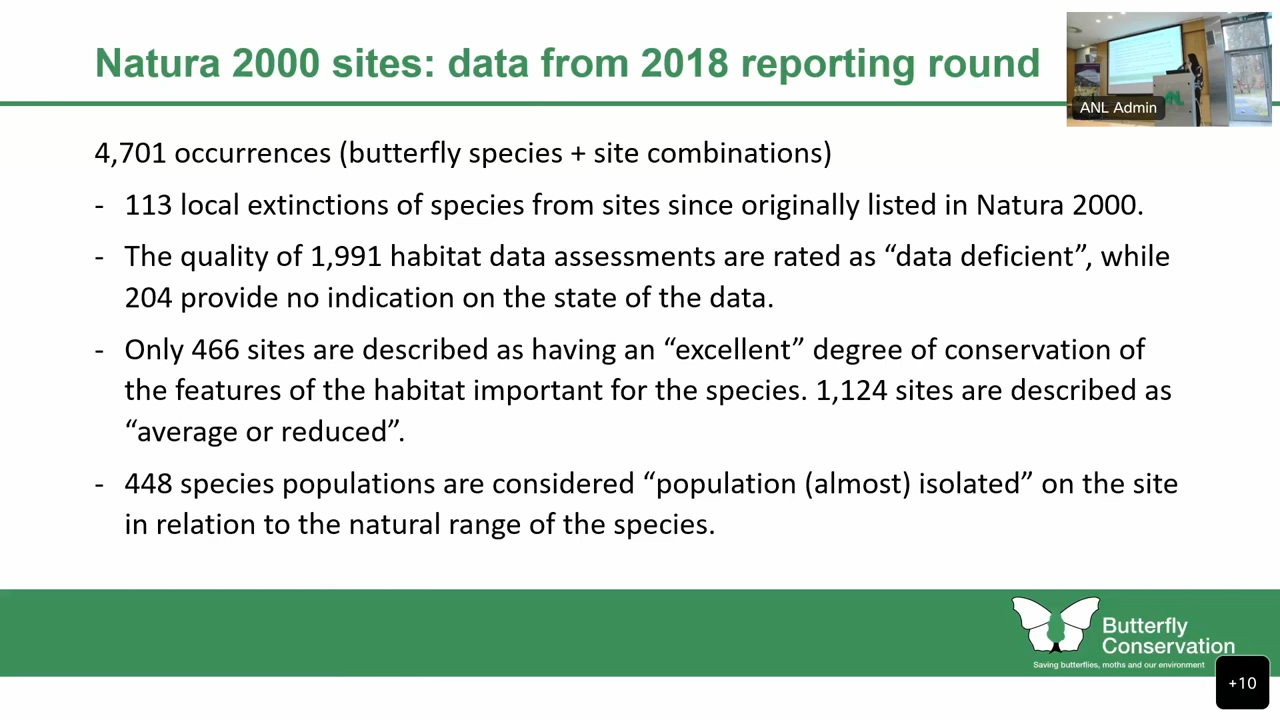 Natura 2000 sites: data from 2018 reporting round
ANL Admin
4,701 occurrences (butterfly species + site combinations)
- 113 local extinctions of species from sites since originally listed in Natura 2000.
- The quality of 1,991 habitat data assessments are rated as “data deficient”, while
204 provide no indication on the state of the data.
- Only 466 sites are described as having an “excellent” degree of conservation of
the features of the habitat important for the species. 1,124 sites are described as
“average or reduced”.
- 448 species populations are considered “population (almost) isolated” on the site
in relation to the natural range of the species.
Butterfly
Conservation
Saving butterflies, moths and our environment
+10